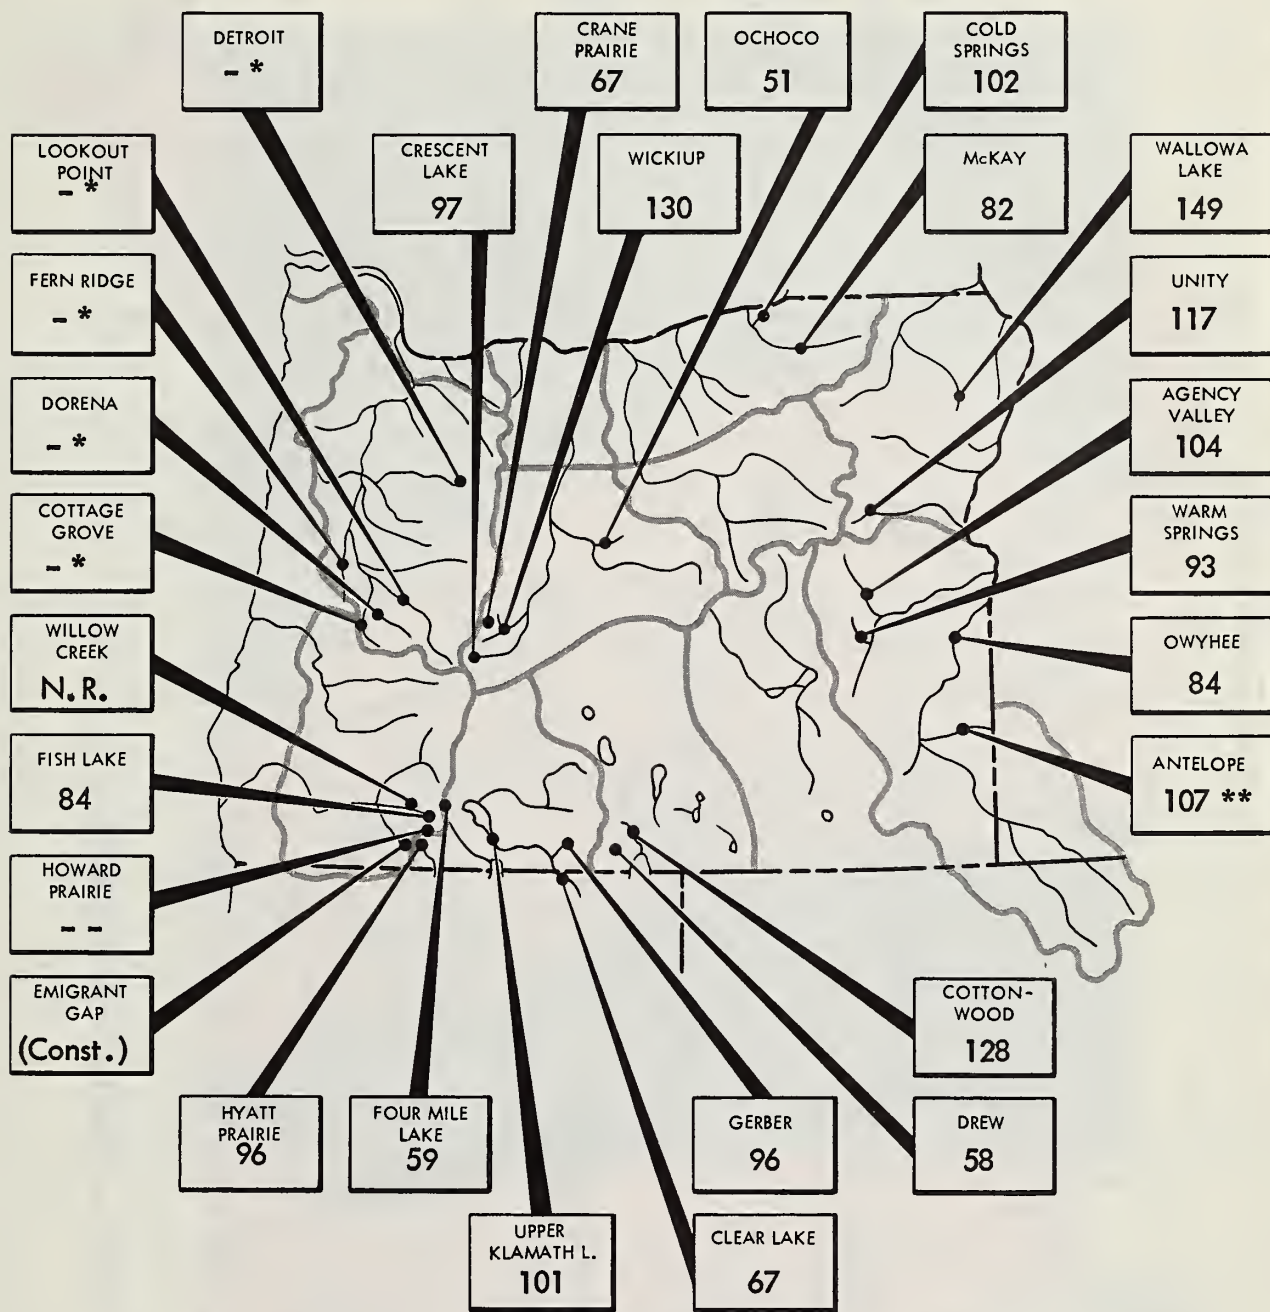 DETROIT
- *
CRANE
PRAIRIE
67
OCHOCO
51
COLD
SPRINGS
102
LOOKOUT
POINT
- *
CRESCENT
LAKE
97
WICKIUP
130
McKAY
82
WALLOWA
LAKE
149
FERN RIDGE
- *
UNITY
117
DORENA
- *
AGENCY
VALLEY
104
COTTAGE
GROVE
- *
WARM
SPRINGS
93
WILLOW
CREEK
N.R.
OWYHEE
84
FISH LAKE
84
ANTELOPE
107 **
HOWARD
PRAIRIE
- -
EMIGRANT
GAP
(Const.)
COTTON-
WOOD
128
HYATT
PRAIRIE
96
FOUR MILE
LAKE
59
GERBER
96
DREW
58
UPPER
KLAMATH L.
101
CLEAR LAKE
67